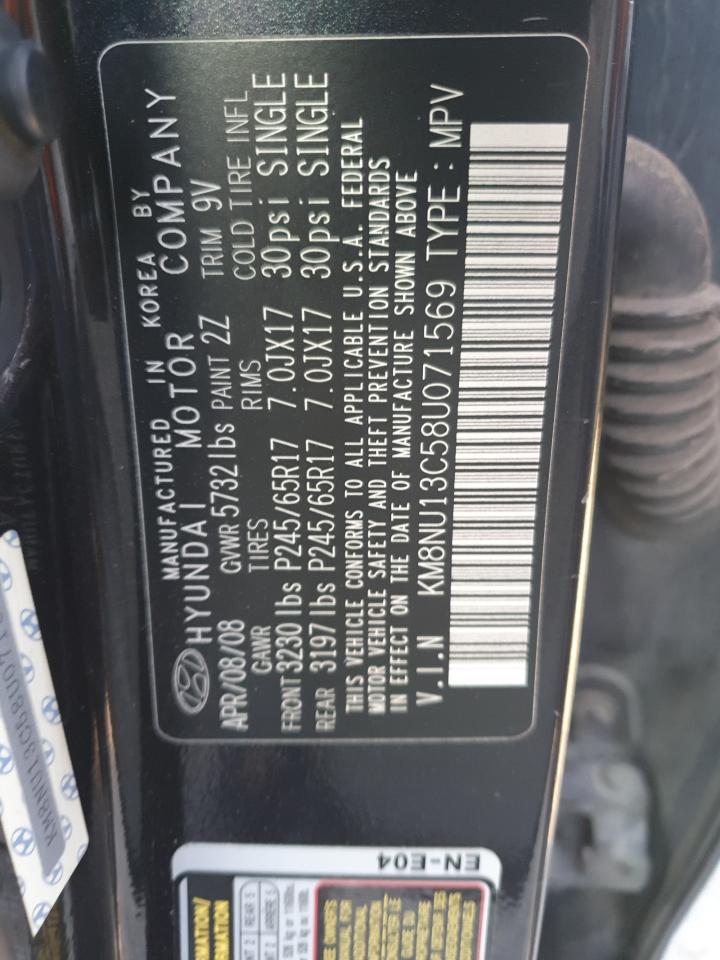 MANUFACTURED IN KOREA BY
HYUNDAI MOTOR COMPANY
APR/08/08 GVWR 5732lbs PAINT 2Z TRIM 9V
GAWR TIRES RIMS COLD TIRE INFL
FRONT 3230 lbs P245/65R17 7.0JX17 30psi SINGLE
REAR 3197 lbs P245/65R17 7.0JX17 30psi SINGLE
THIS VEHICLE CONFORMS TO ALL APPLICABLE U.S.A. FEDERAL
MOTOR VEHICLE SAFETY AND THEFT PREVENTION STANDARDS
IN EFFECT ON THE DATE OF MANUFACTURE SHOWN ABOVE
V.I.N KM8NU13C58U071569 TYPE : MPV
EN-E04